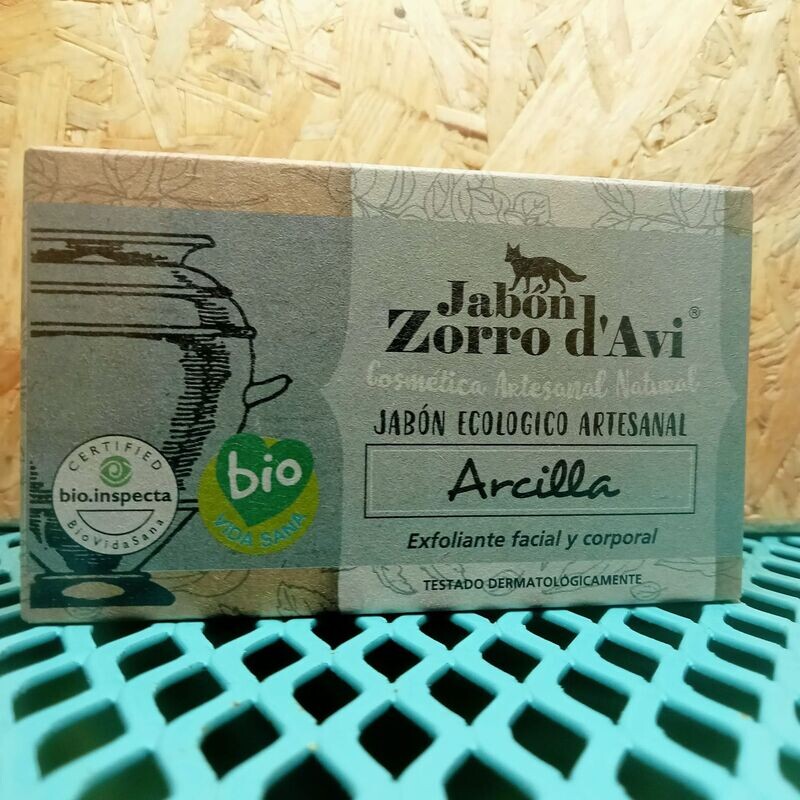 Jabón
Zorro d'Avi®
Cosmética Artesanal Natural
JABÓN ECOLOGICO ARTESANAL
Arcilla
Exfoliante facial y corporal
TESTADO DERMATOLÓGICAMENTE
CERTIFIED
bio.inspecta
BioVidaSana
bio
VIDA SANA